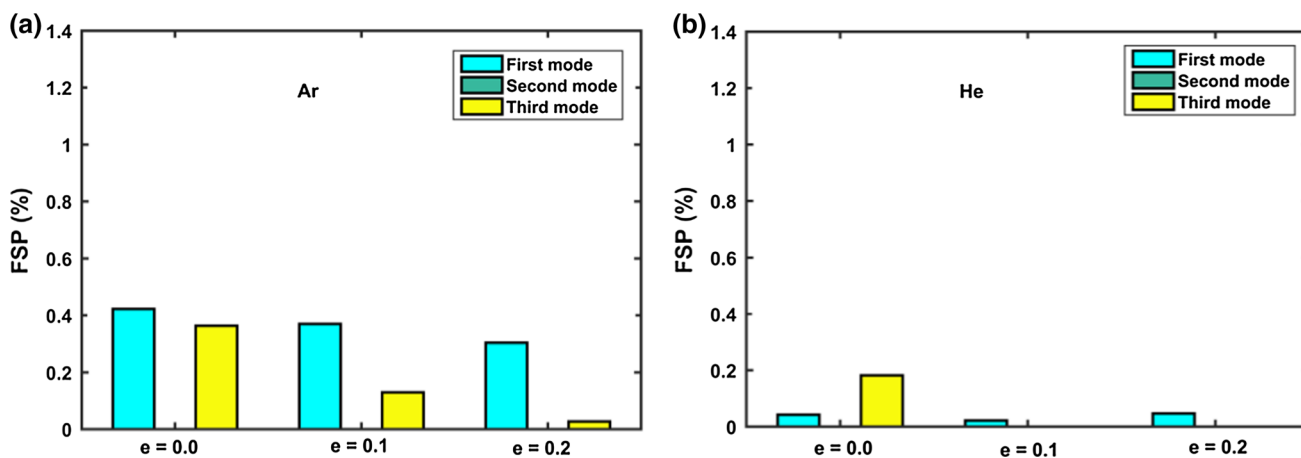 (a)
1.4
1.2
1
0.8
0.6
0.4
0.2
0
FSP (%)
Ar
First mode
Second mode
Third mode
e = 0.0
e = 0.1
e = 0.2
(b)
1.4
1.2
1
0.8
0.6
0.4
0.2
0
FSP (%)
He
First mode
Second mode
Third mode
e = 0.0
e = 0.1
e = 0.2